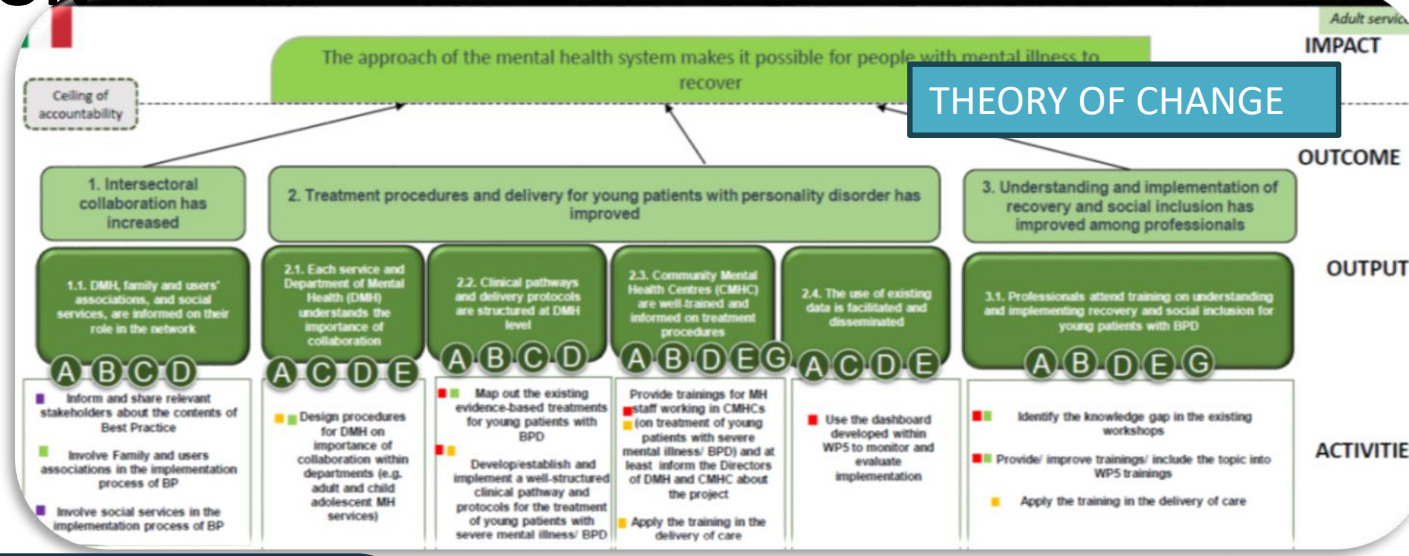 Adult service
IMPACT
The approach of the mental health system makes it possible for people with mental illness to
recover
THEORY OF CHANGE
Ceiling of
accountability
OUTCOME
1. Intersectoral
collaboration has
increased
2. Treatment procedures and delivery for young patients with personality disorder has
improved
3. Understanding and implementation of
recovery and social inclusion has
improved among professionals
OUTPUT
1.1. DMH, family and users'
associations, and social
services, are informed on their
role in the network
2.1. Each service and
Department of Mental
Health (DMH)
understands the
importance of
collaboration
2.2. Clinical pathways
and delivery protocols
are structured at DMH
level
2.3. Community Mental
Health Centres (CMHC)
are well-trained and
informed on treatment
procedures
2.4. The use of existing
data is facilitated and
disseminated
3.1. Professionals attend training on understanding
and implementing recovery and social inclusion for
young patients with BPD
A B C D
A C D E
A B C D
A B D E G
A C D E
A B D E G
ACTIVITIE
Inform and share relevant
stakeholders about the contents of
Best Practice
Involve Family and users
associations in the implementation
process of BP
Involve social services in the
implementation process of BP
Design procedures
for DMH on
importance of
collaboration within
departments (e.g.
adult and child
adolescent MH
services)
Map out the existing
evidence-based treatments
for young patients with
BPD
Develop/establish and
implement a well-structured
clinical pathway and
protocols for the treatment
of young patients with
severe mental illness/ BPD
Provide trainings for MH
staff working in CMHCs
(on treatment of young
patients with severe
mental illness/ BPD) and at
least inform the Directors
of DMH and CMHC about
the project
Apply the training in the
delivery of care
Use the dashboard
developed within
WP5 to monitor and
evaluate
implementation
Identify the knowledge gap in the existing
workshops
Provide/ improve trainings/ include the topic into
WP5 trainings
Apply the training in the delivery of care